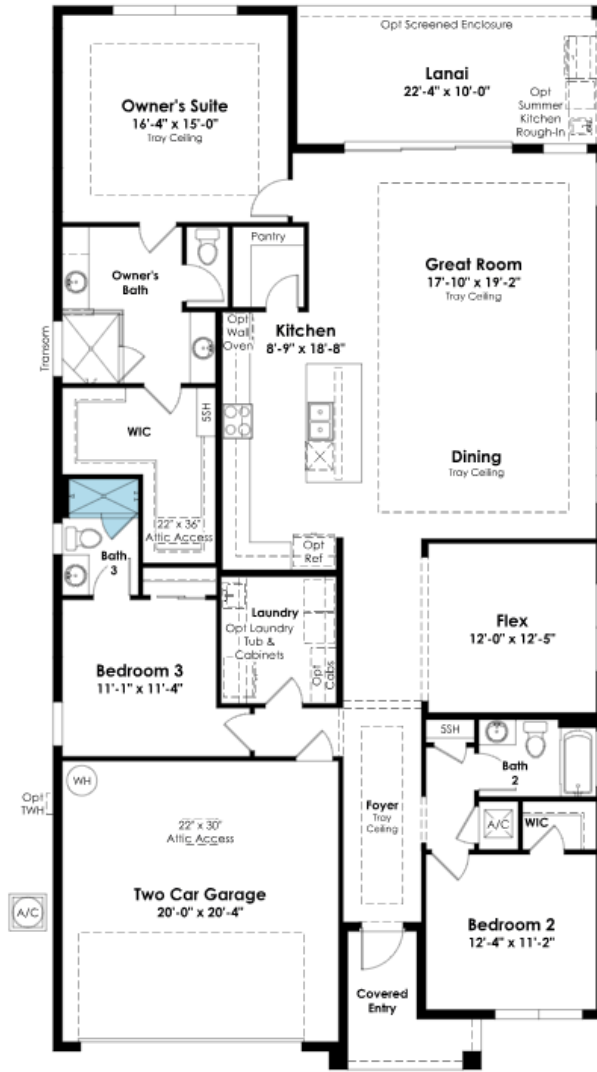 Opt Screened Enclosure
Lanai
22'-4" x 10'-0"
Opt
Summer
Kitchen
Rough-In
Owner's Suite
16'-4" x 15'-0"
Tray Ceiling
Pantry
Owner's
Bath
Great Room
17'-10" x 19'-2"
Tray Ceiling
Opt
Wall
Oven
Kitchen
8'-9" x 18'-8"
Transom
WIC
5SH
Dining
Tray Ceiling
22" x 36"
Attic Access
Bath
3
Opt
Ref
Laundry
Opt Laundry
Tub &
Cabinets
Opt
Cabs
Flex
12'-0" x 12'-5"
Bedroom 3
11'-1" x 11'-4"
5SH
Bath
2
WH
Opt
TWH
Foyer
Tray
Ceiling
A/C
WIC
22" x 30"
Attic Access
A/C
Two Car Garage
20'-0" x 20'-4"
Bedroom 2
12'-4" x 11'-2"
Covered
Entry